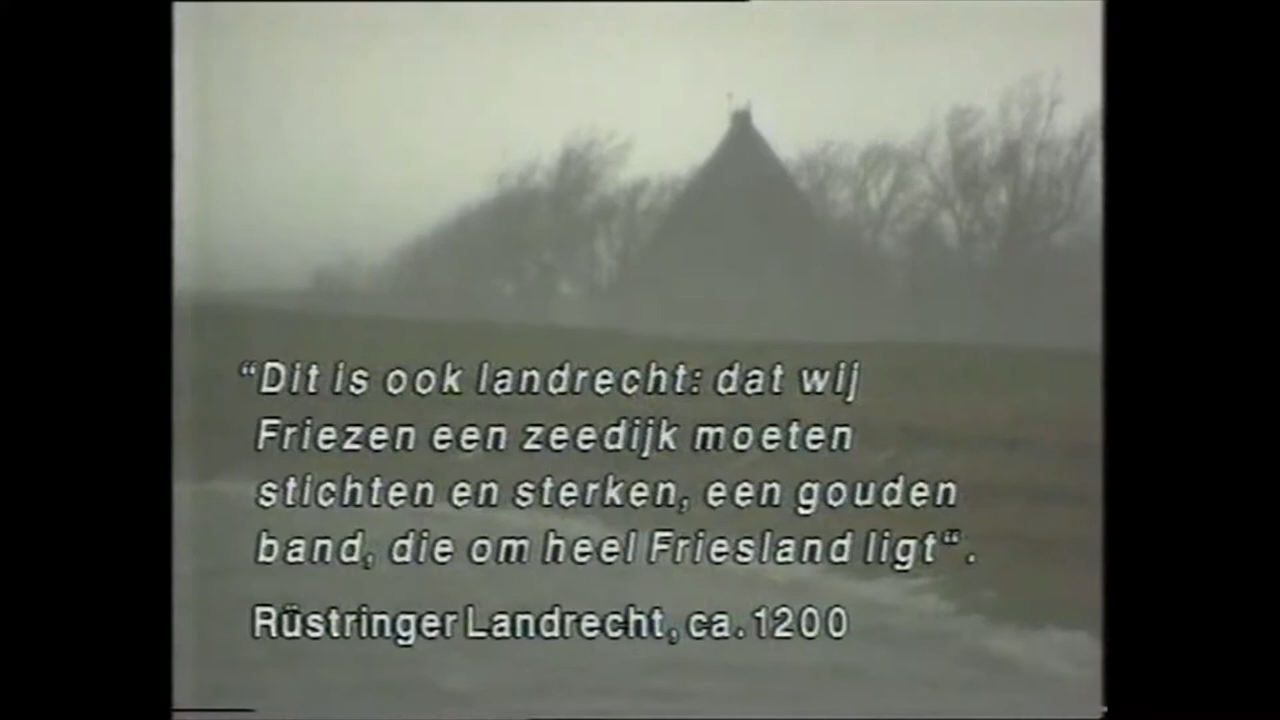 “Dit is ook landrecht: dat wij
Friezen een zeedijk moeten
stichten en sterken, een gouden
band, die om heel Friesland ligt“.
Rüstringer Landrecht, ca. 1200